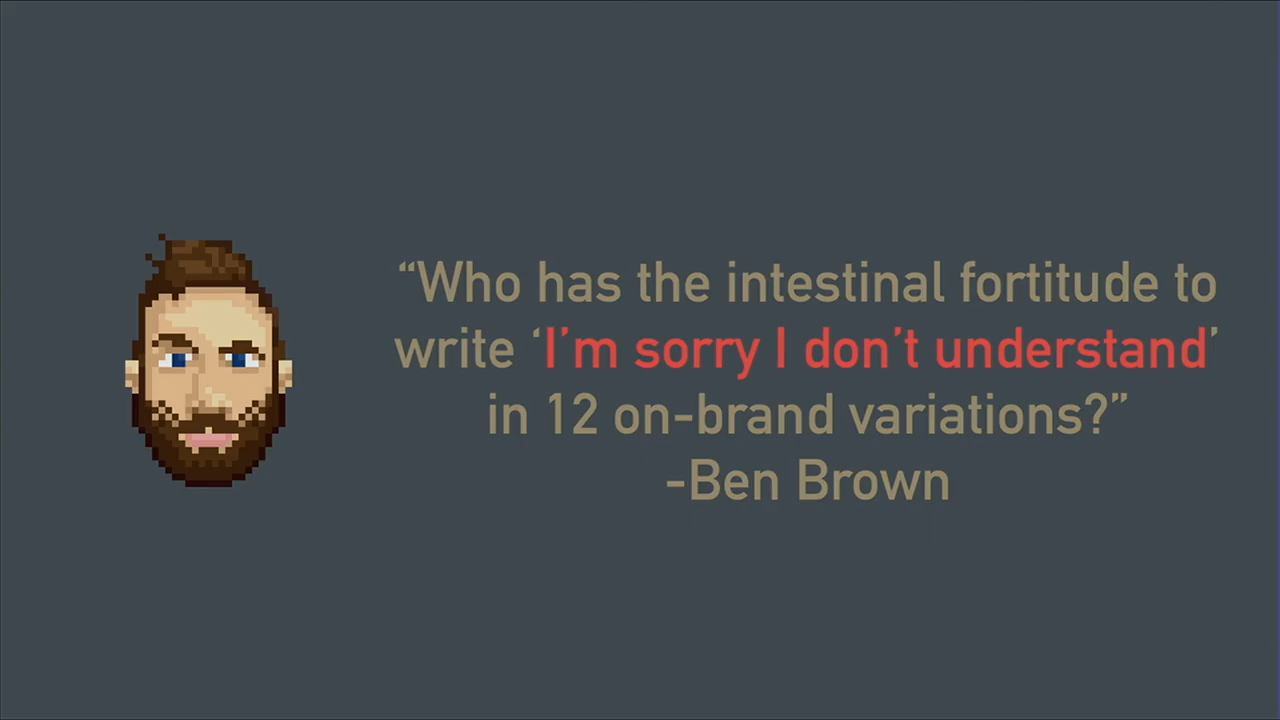 “Who has the intestinal fortitude to
write ‘I’m sorry I don’t understand’
in 12 on-brand variations?”
-Ben Brown